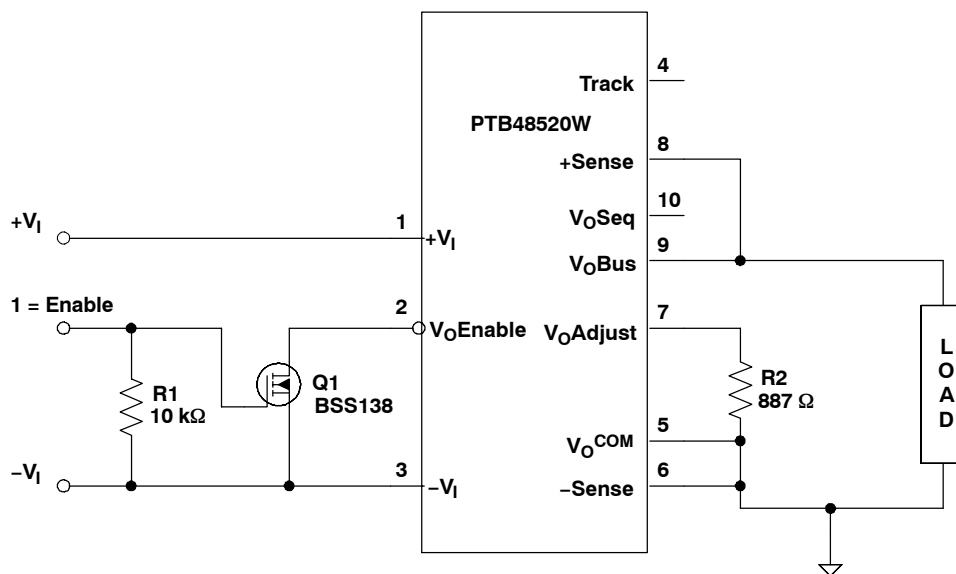 4
Track
PTB48520W
8
+Sense
10
VOSeq
+VI
1
+VI
9
VOBus
1 = Enable
2
VOEnable
7
VOAdjust
R1
10 kΩ
Q1
BSS138
R2
887 Ω
L
O
A
D
5
VOCOM
−VI
3
−VI
6
−Sense